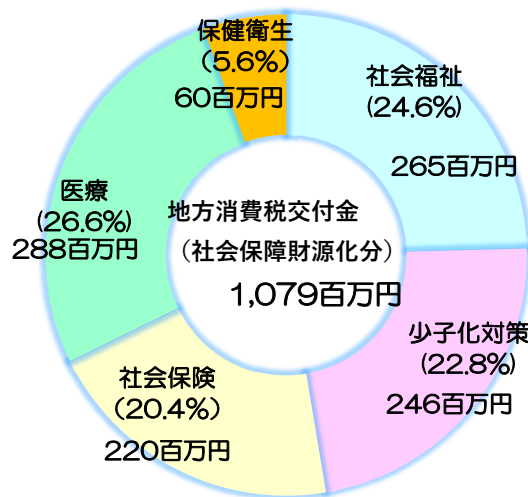 保健衛生
（5.6%）
60百万円
社会福祉
(24.6%)
265百万円
医療
(26.6%)
288百万円
地方消費税交付金
（社会保障財源化分）
1,079百万円
少子化対策
(22.8%)
246百万円
社会保険
（20.4%）
220百万円